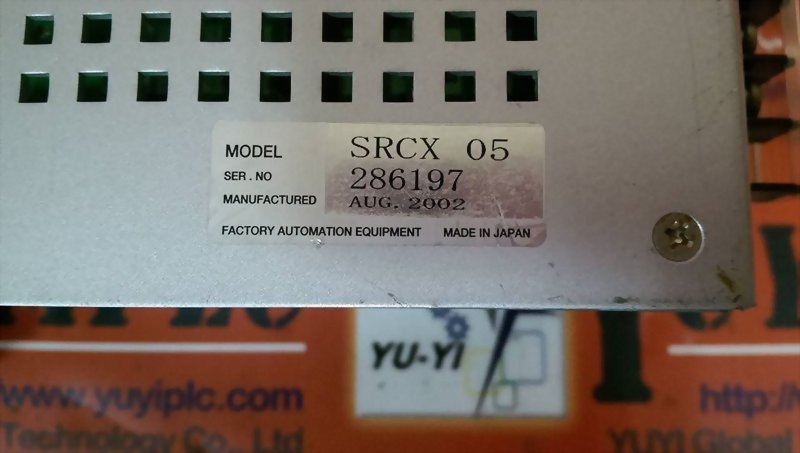 MODEL SRCX 05
SER. NO 286197
MANUFACTURED AUG. 2002
FACTORY AUTOMATION EQUIPMENT MADE IN JAPAN
YU-YI
www.yuyiplc.com http:/
Technology Co., Ltd YUYI Global